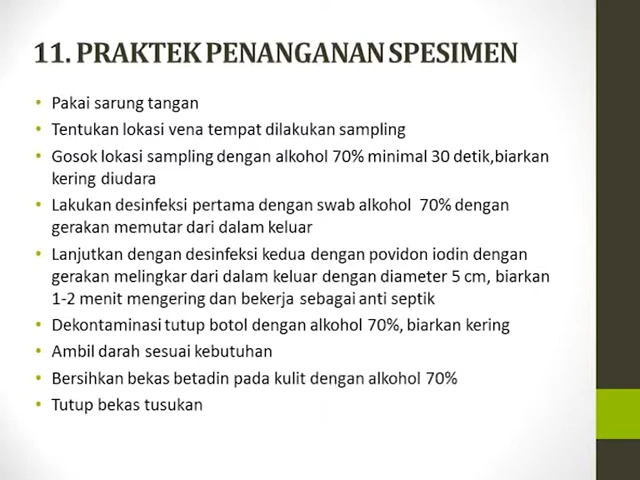 11. PRAKTEK PENANGANAN SPESIMEN
• Pakai sarung tangan
• Tentukan lokasi vena tempat dilakukan sampling
• Gosok lokasi sampling dengan alkohol 70% minimal 30 detik,biarkan
kering diudara
• Lakukan desinfeksi pertama dengan swab alkohol 70% dengan
gerakan memutar dari dalam keluar
• Lanjutkan dengan desinfeksi kedua dengan povidon iodin dengan
gerakan melingkar dari dalam keluar dengan diameter 5 cm, biarkan
1-2 menit mengering dan bekerja sebagai anti septik
• Dekontaminasi tutup botol dengan alkohol 70%, biarkan kering
• Ambil darah sesuai kebutuhan
• Bersihkan bekas betadin pada kulit dengan alkohol 70%
• Tutup bekas tusukan